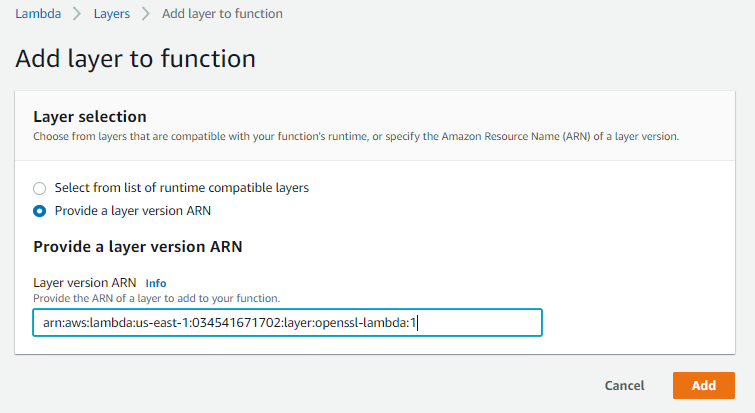 Lambda > Layers > Add layer to function
Add layer to function
Layer selection
Choose from layers that are compatible with your function's runtime, or specify the Amazon Resource Name (ARN) of a layer version.
Select from list of runtime compatible layers
Provide a layer version ARN
Provide a layer version ARN
Layer version ARN Info
Provide the ARN of a layer to add to your function.
arn:aws:lambda:us-east-1:034541671702:layer:openssl-lambda:1
Cancel Add